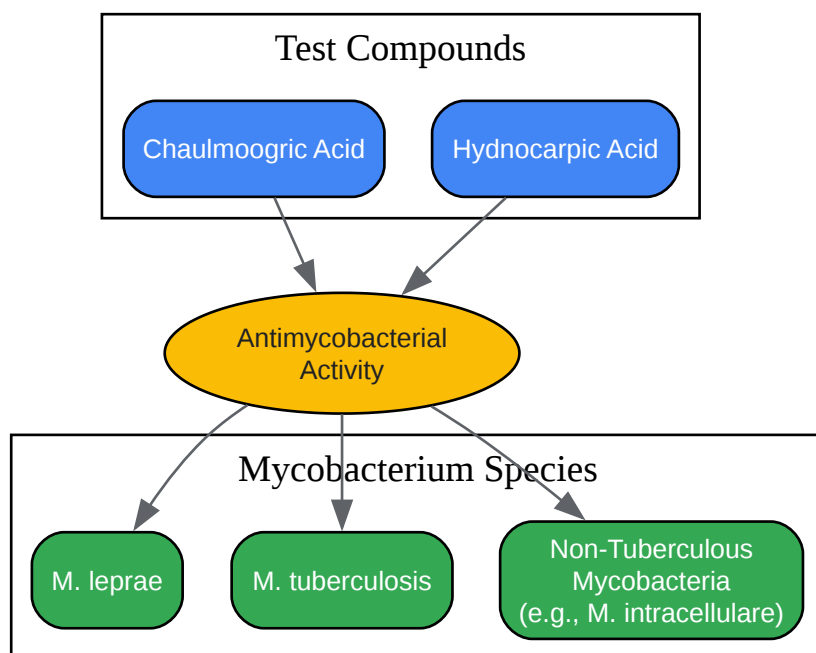 Test Compounds
Chaulmoogric Acid
Hydnocarpic Acid
Antimycobacterial
Activity
Mycobacterium Species
M. leprae
M. tuberculosis
Non-Tuberculous
Mycobacteria
(e.g., M. intracellulare)